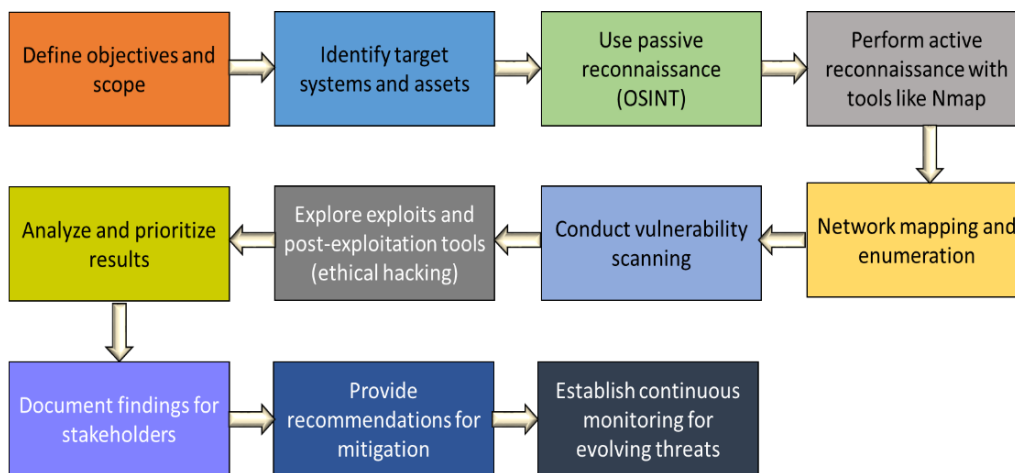 Define objectives and
scope
Identify target
systems and assets
Use passive
reconnaissance
(OSINT)
Perform active
reconnaissance with
tools like Nmap
Network mapping and
enumeration
Conduct vulnerability
scanning
Explore exploits and
post-exploitation tools
(ethical hacking)
Analyze and prioritize
results
Document findings for
stakeholders
Provide
recommendations for
mitigation
Establish continuous
monitoring for
evolving threats